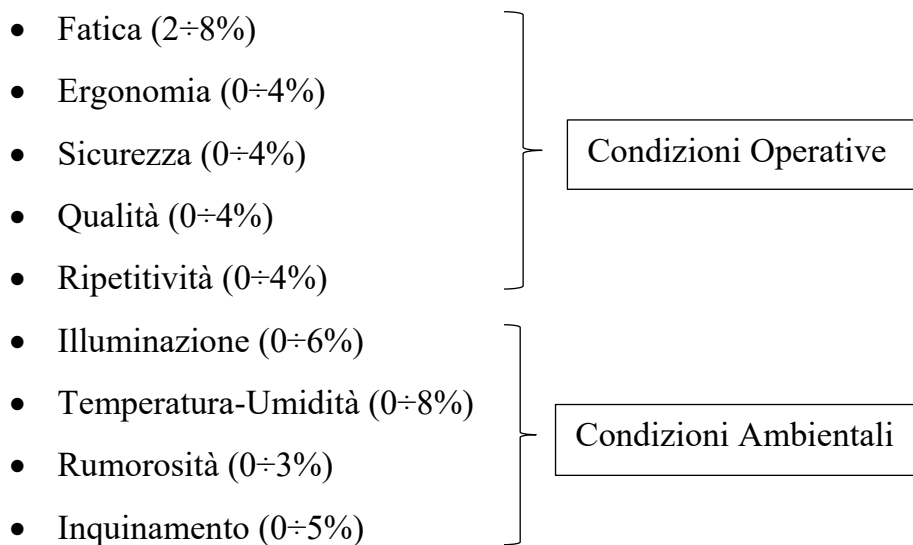 • Fatica (2÷8%)
• Ergonomia (0÷4%)
• Sicurezza (0÷4%)
• Qualità (0÷4%)
• Ripetitività (0÷4%)
Condizioni Operative
• Illuminazione (0÷6%)
• Temperatura-Umidità (0÷8%)
• Rumorosità (0÷3%)
• Inquinamento (0÷5%)
Condizioni Ambientali